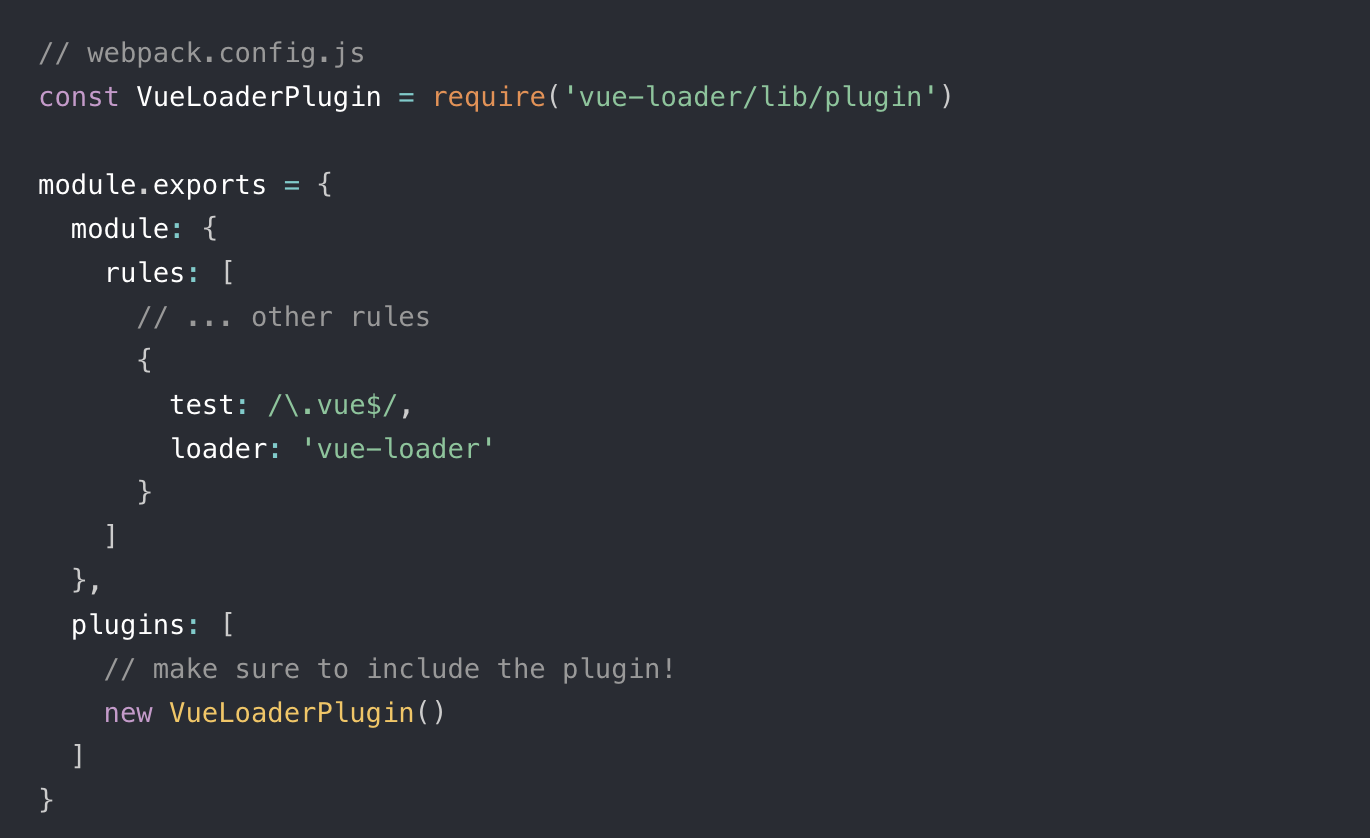 // webpack.config.js
const VueLoaderPlugin = require('vue-loader/lib/plugin')

module.exports = {
  module: {
    rules: [
      // ... other rules
      {
        test: /\.vue$/,
        loader: 'vue-loader'
      }
    ]
  },
  plugins: [
    // make sure to include the plugin!
    new VueLoaderPlugin()
  ]
}